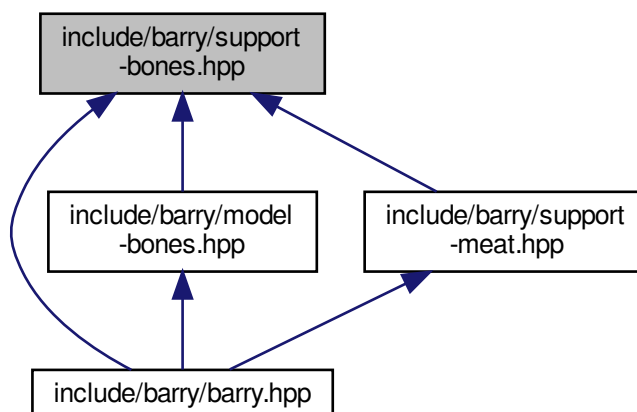 include/barry/support
-bones.hpp
include/barry/model
-bones.hpp
include/barry/support
-meat.hpp
include/barry/barry.hpp